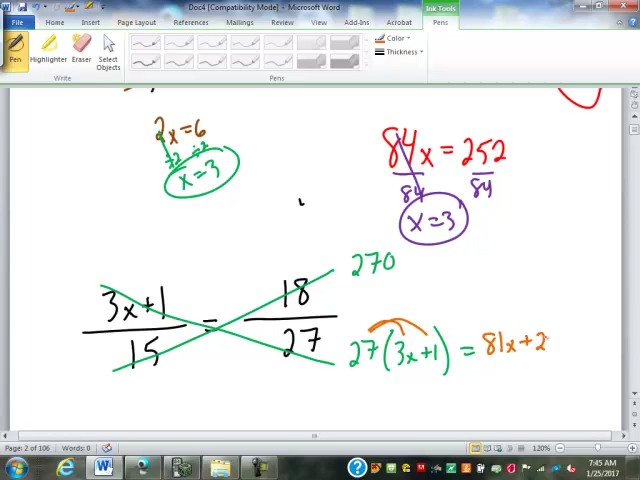 Doc4 [Compatibility Mode] - Microsoft Word
Ink Tools
File Home Insert Page Layout References Mailings Review View Add-Ins Acrobat Pens
Pen Highlighter Eraser Select Objects
Color
Thickness
Write Pens
2x=6
÷2 ÷2
x=3
84x=252
84 84
x=3
270
3x+1 = 18
15 27
27(3x+1) = 81x+2
Page: 2 of 106
120%
7:45 AM
1/25/2017